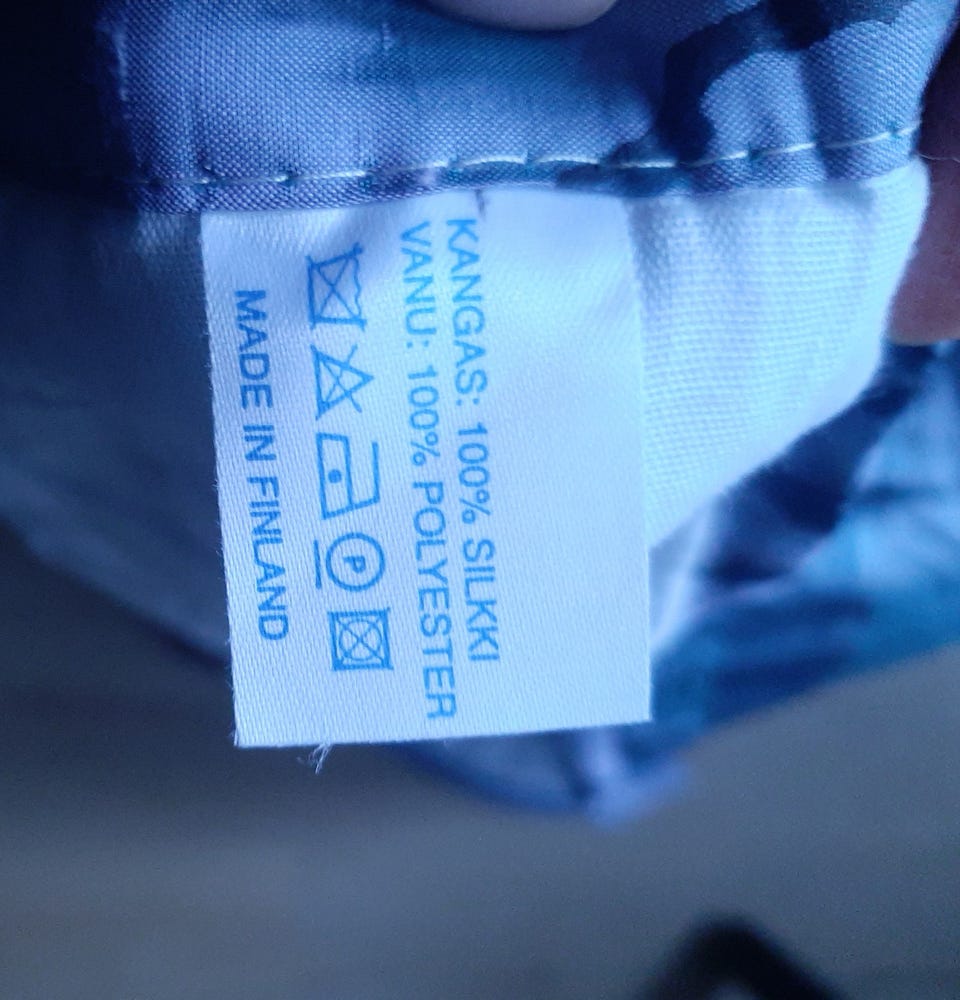 KANGAS: 100% SILKKI
VANU: 100% POLYESTER
P
MADE IN FINLAND